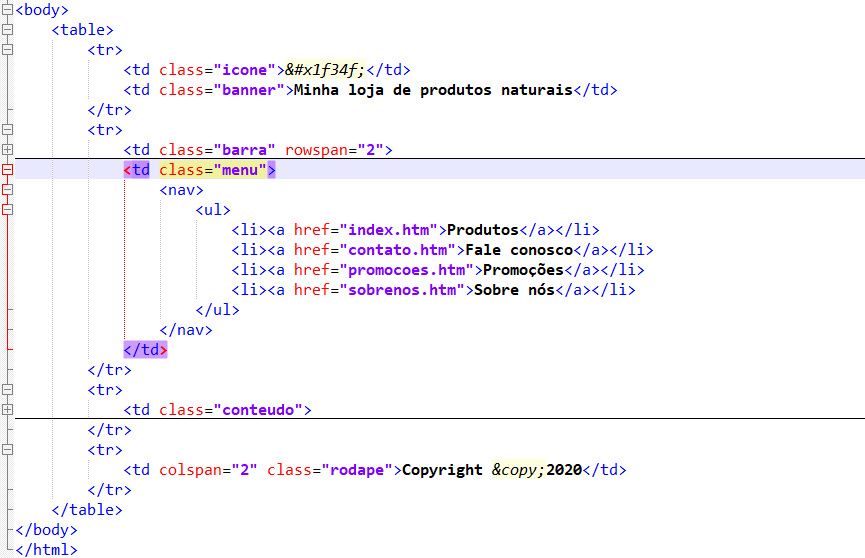 <body>
<table>
<tr>
<td class="icone">&#x1f34f;</td>
<td class="banner">Minha loja de produtos naturais</td>
</tr>
<tr>
<td class="barra" rowspan="2">
<td class="menu">
<nav>
<ul>
<li><a href="index.htm">Produtos</a></li>
<li><a href="contato.htm">Fale conosco</a></li>
<li><a href="promocoes.htm">Promoções</a></li>
<li><a href="sobrenos.htm">Sobre nós</a></li>
</ul>
</nav>
</td>
</tr>
<tr>
<td class="conteudo">
</tr>
<tr>
<td colspan="2" class="rodape">Copyright &copy;2020</td>
</tr>
</table>
</body>
</html>